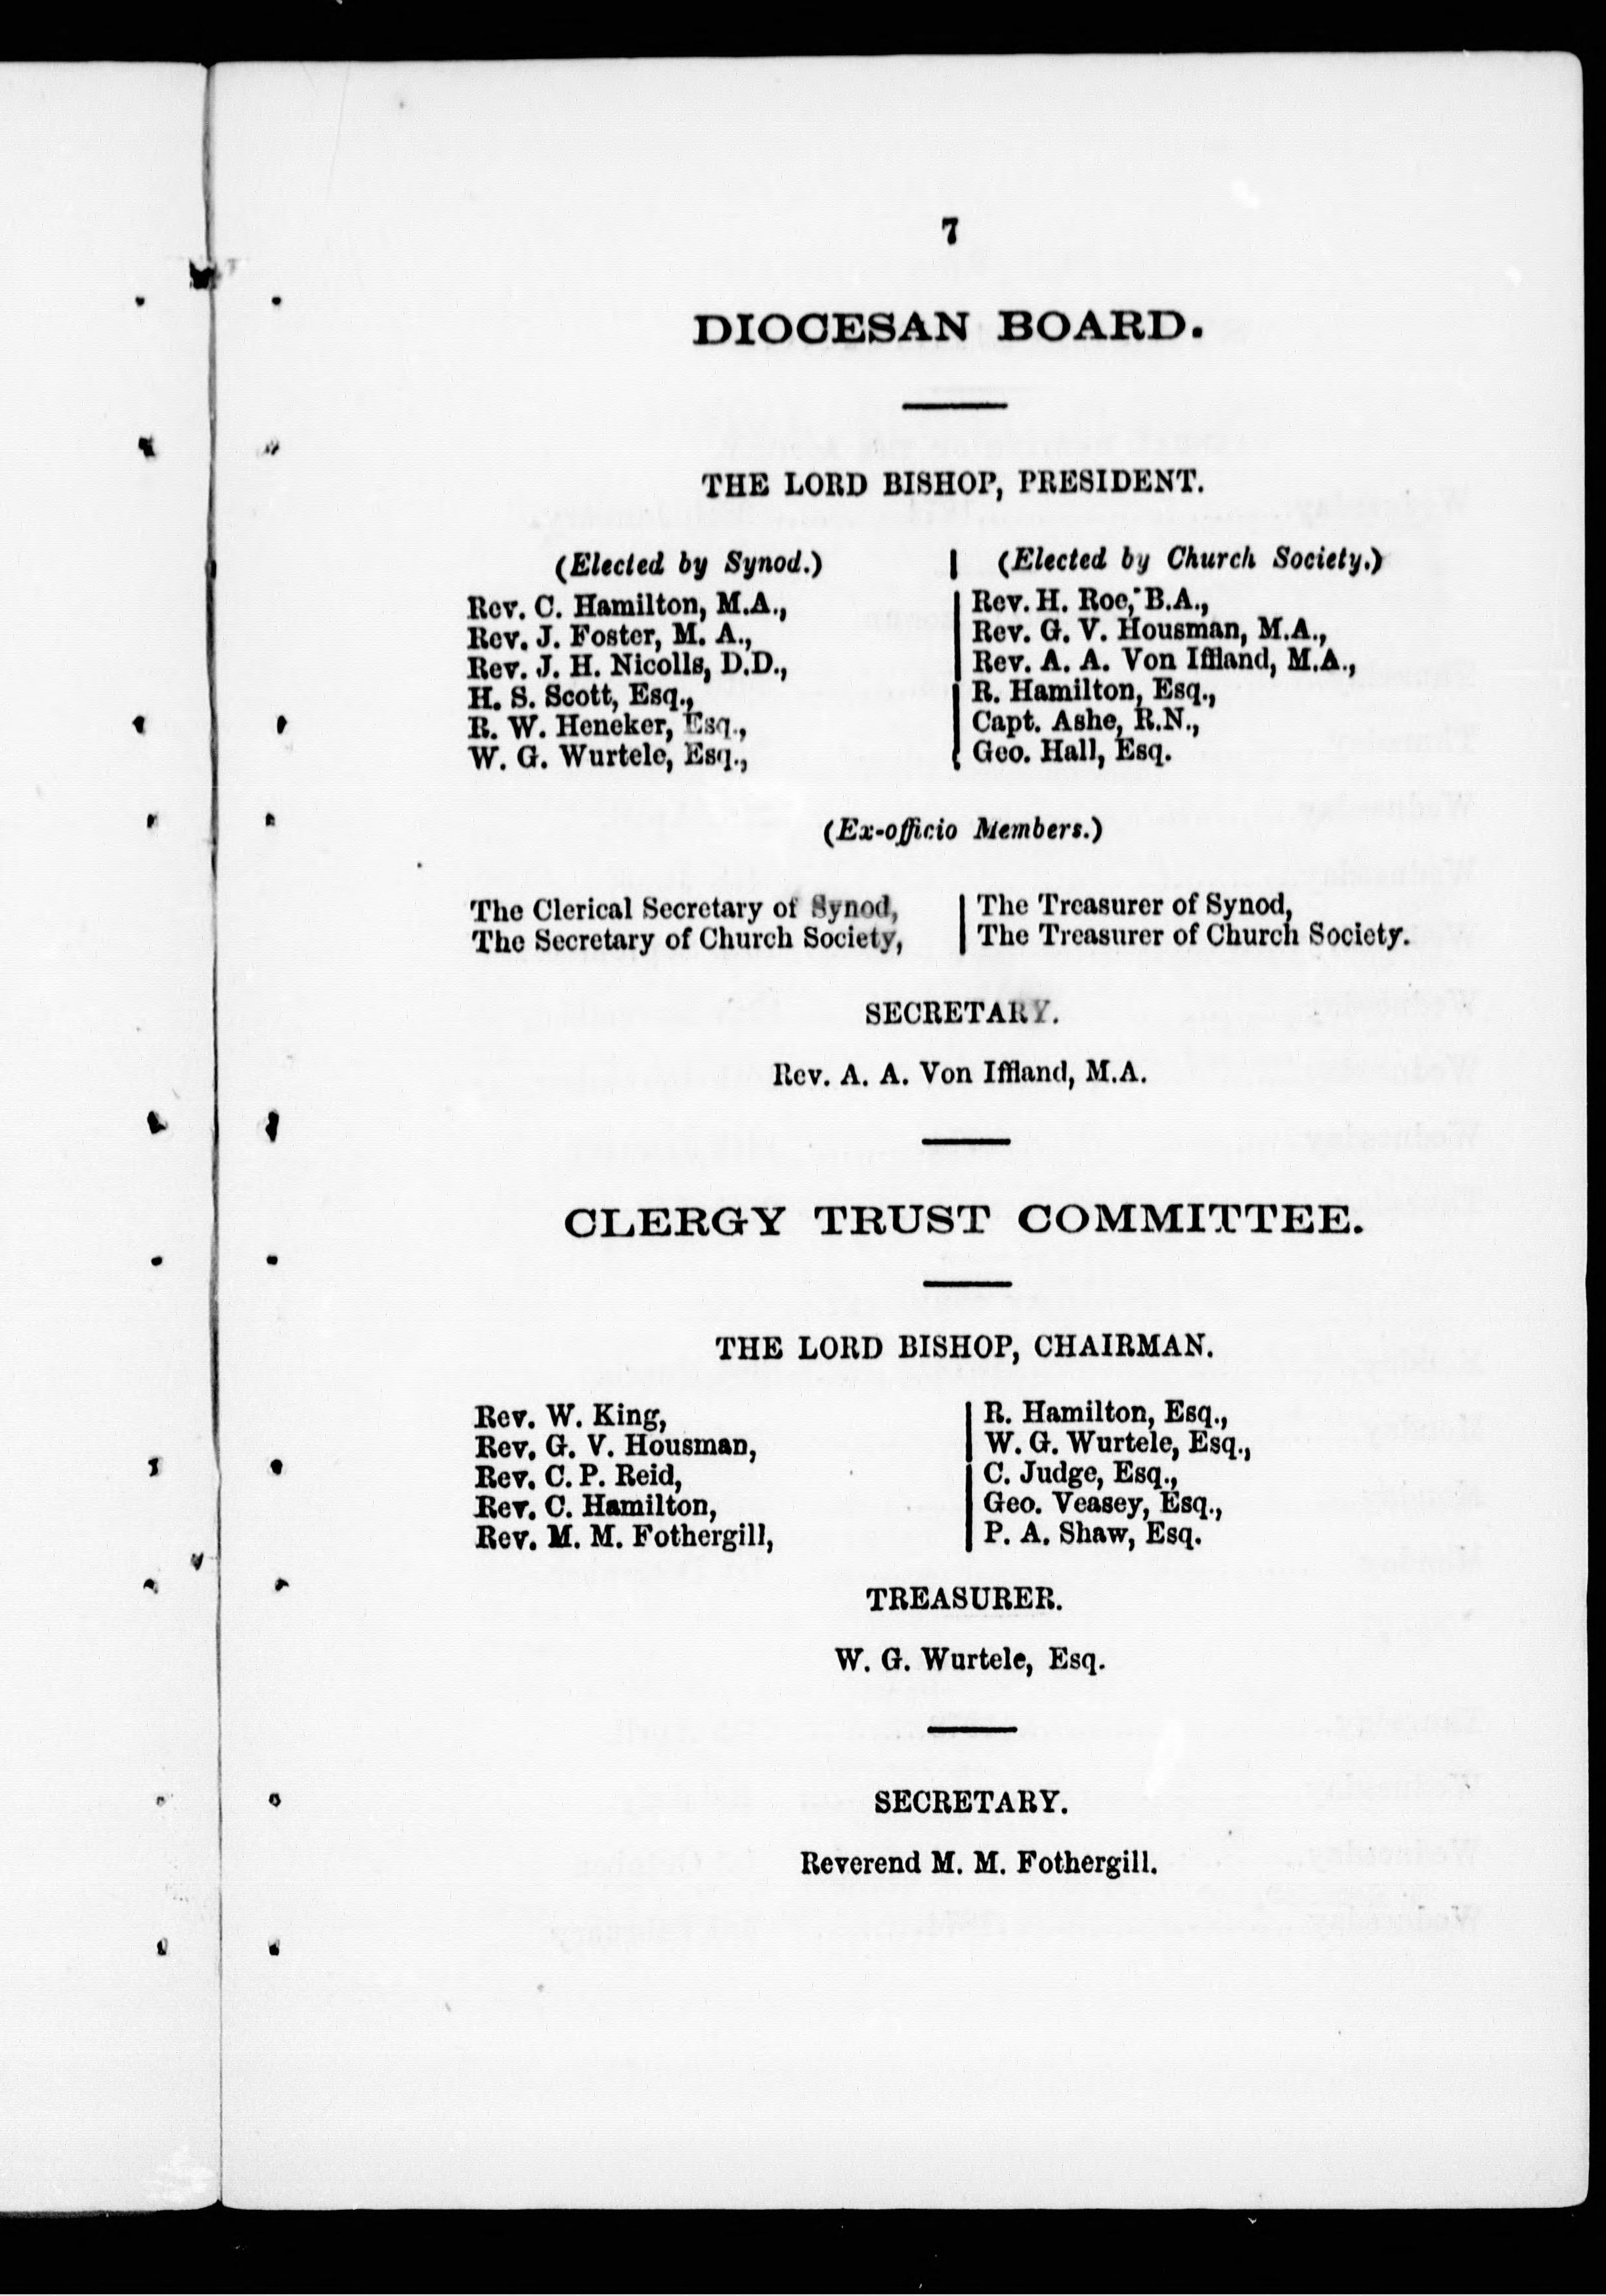 7
DIOCESAN BOARD.
THE LORD BISHOP, PRESIDENT.
(Elected by Synod.)
Rev. C. Hamilton, M.A.,
Rev. J. Foster, M. A.,
Rev. J. H. Nicolls, D.D.,
H. S. Scott, Esq.,
R. W. Heneker, Esq.,
W. G. Wurtele, Esq.,
(Elected by Church Society.)
Rev. H. Roe, B.A.,
Rev. G. V. Housman, M.A.,
Rev. A. A. Von Iffland, M.A.,
R. Hamilton, Esq.,
Capt. Ashe, R.N.,
Geo. Hall, Esq.
(Ex-officio Members.)
The Clerical Secretary of Synod,
The Secretary of Church Society,
The Treasurer of Synod,
The Treasurer of Church Society.
SECRETARY.
Rev. A. A. Von Iffland, M.A.
CLERGY TRUST COMMITTEE.
THE LORD BISHOP, CHAIRMAN.
Rev. W. King,
Rev. G. V. Housman,
Rev. C. P. Reid,
Rev. C. Hamilton,
Rev. M. M. Fothergill,
R. Hamilton, Esq.,
W. G. Wurtele, Esq.,
C. Judge, Esq.,
Geo. Veasey, Esq.,
P. A. Shaw, Esq.
TREASURER.
W. G. Wurtele, Esq.
SECRETARY.
Reverend M. M. Fothergill.